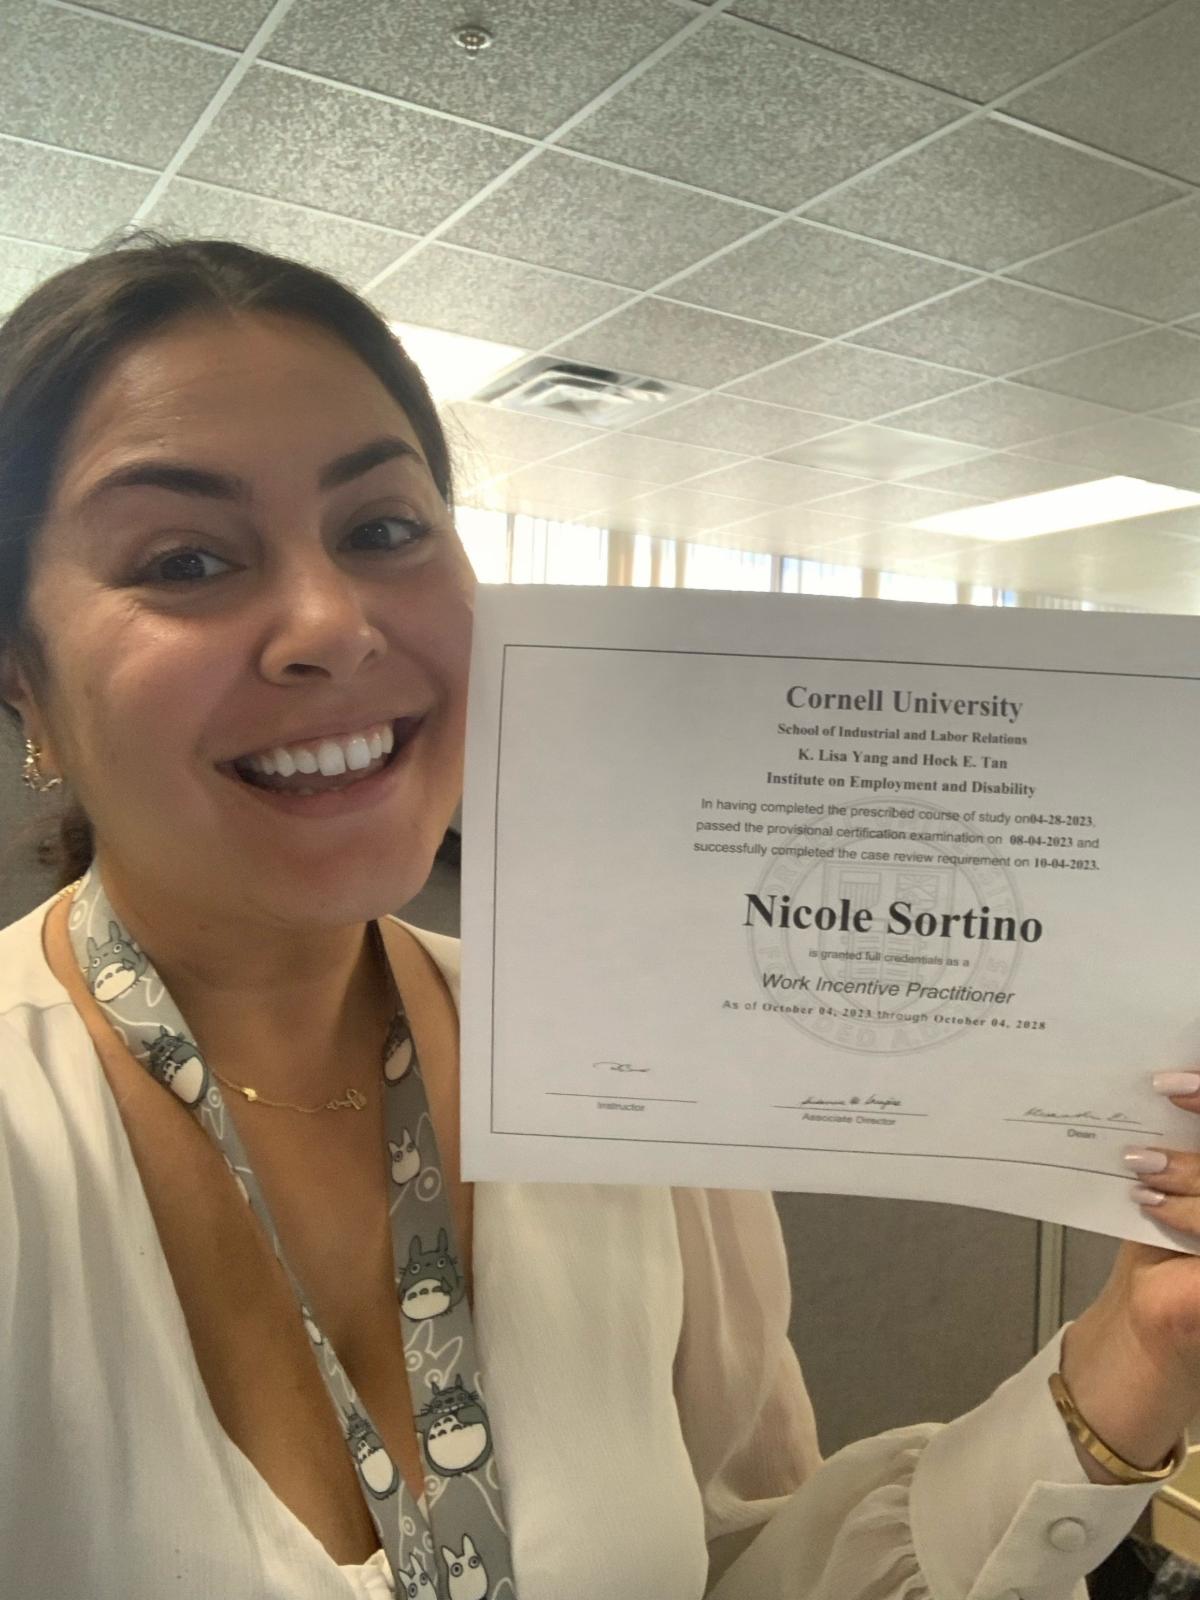 Cornell University
School of Industrial and Labor Relations
K. Lisa Yang and Hock E. Tan
Institute on Employment and Disability
In having completed the prescribed course of study on04-28-2023,
passed the provisional certification examination on 08-04-2023 and
successfully completed the case review requirement on 10-04-2023.
Nicole Sortino
is granted full credentials as a
Work Incentive Practitioner
As of October 04, 2023 through October 04, 2028
Instructor
Associate Director
Dean